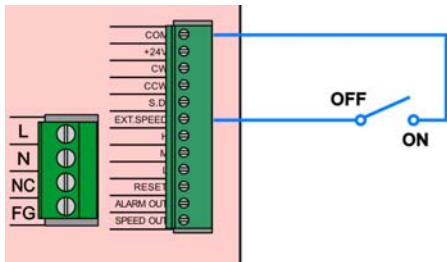 COM
+24V
CW
CCW
S.D.
EXT.SPEED
H
M
L
RESET
ALARM OUT
SPEED OUT
L
N
NC
FG
OFF
ON